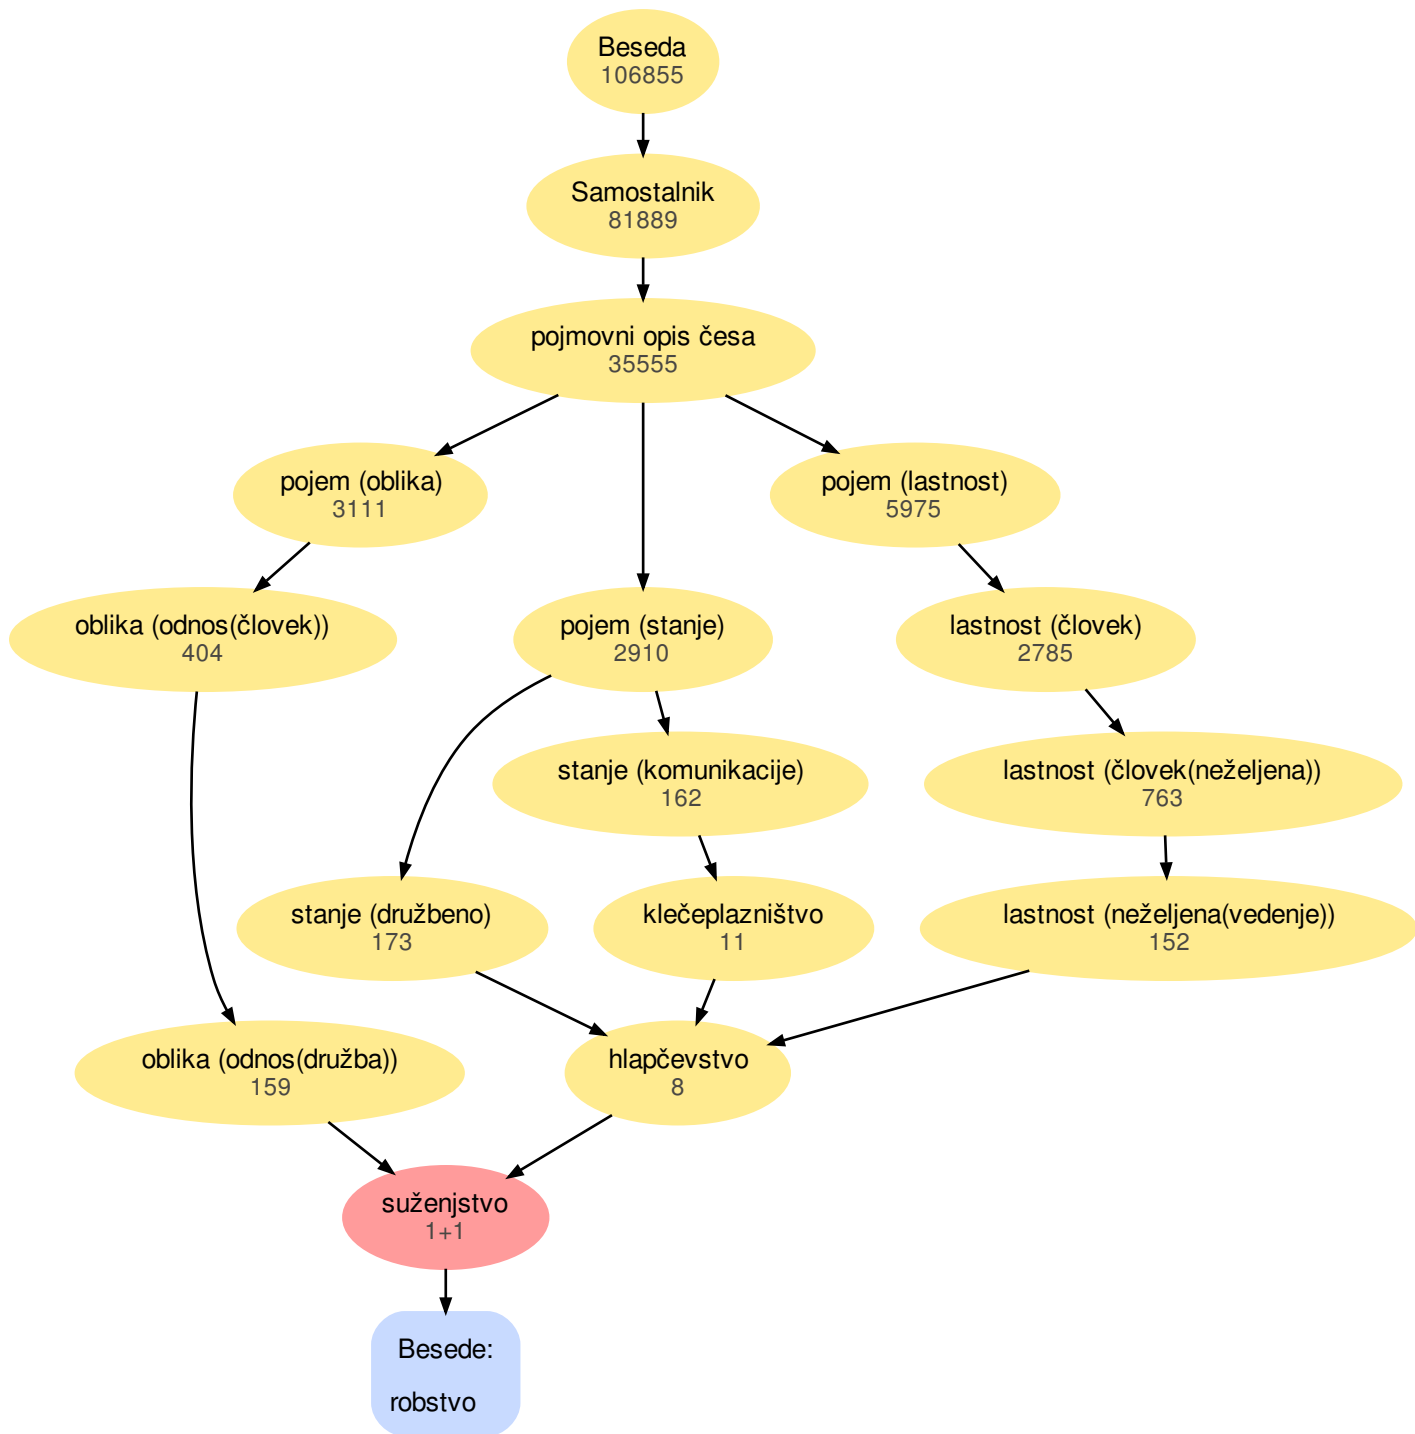 Beseda
106855
Samostalnik
81889
pojmovni opis česa
35555
pojem (oblika)
3111
pojem (lastnost)
5975
oblika (odnos(človek))
404
pojem (stanje)
2910
lastnost (človek)
2785
stanje (komunikacije)
162
lastnost (človek(neželjena))
763
stanje (družbeno)
173
klečeplazništvo
11
lastnost (neželjena(vedenje))
152
oblika (odnos(družba))
159
hlapčevstvo
8
suženjstvo
1+1
Besede:
robstvo